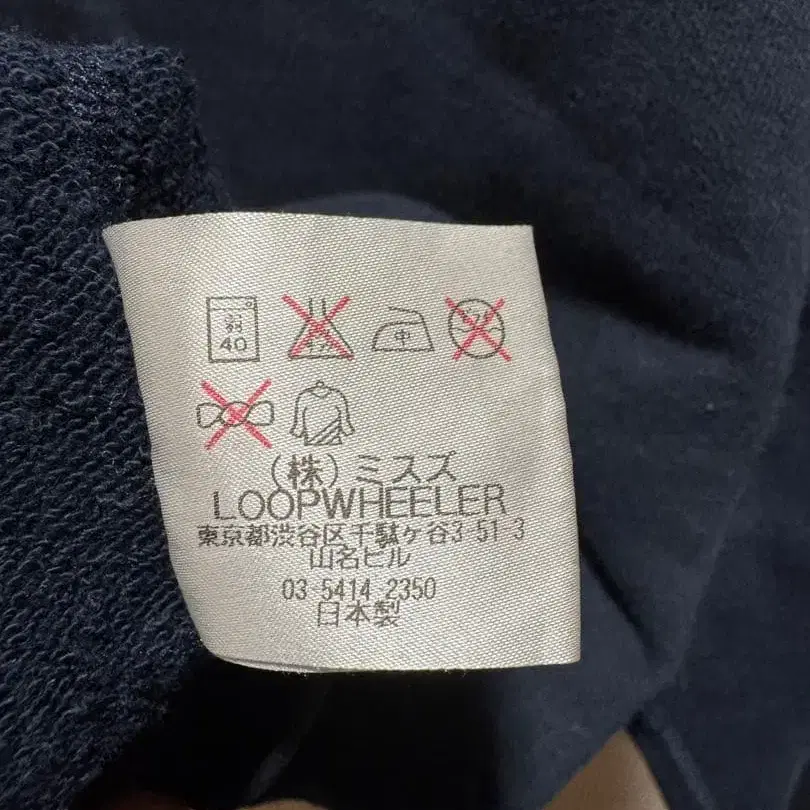 弱
40
中
(株)ミスズ
LOOPWHEELER
東京都渋谷区千駄ヶ谷3 51 3
山名ビル
03 5414 2350
日本製